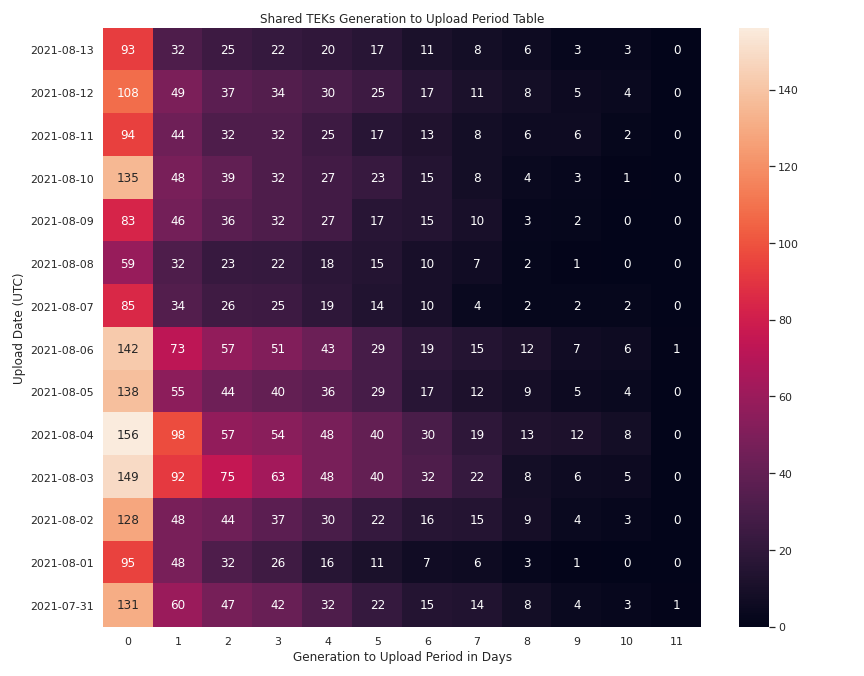 Shared TEKs Generation to Upload Period Table
Upload Date (UTC)
2021-08-13 93 32 25 22 20 17 11 8 6 3 3 0
2021-08-12 108 49 37 34 30 25 17 11 8 5 4 0
2021-08-11 94 44 32 32 25 17 13 8 6 6 2 0
2021-08-10 135 48 39 32 27 23 15 8 4 3 1 0
2021-08-09 83 46 36 32 27 17 15 10 3 2 0 0
2021-08-08 59 32 23 22 18 15 10 7 2 1 0 0
2021-08-07 85 34 26 25 19 14 10 4 2 2 2 0
2021-08-06 142 73 57 51 43 29 19 15 12 7 6 1
2021-08-05 138 55 44 40 36 29 17 12 9 5 4 0
2021-08-04 156 98 57 54 48 40 30 19 13 12 8 0
2021-08-03 149 92 75 63 48 40 32 22 8 6 5 0
2021-08-02 128 48 44 37 30 22 16 15 9 4 3 0
2021-08-01 95 48 32 26 16 11 7 6 3 1 0 0
2021-07-31 131 60 47 42 32 22 15 14 8 4 3 1
0 1 2 3 4 5 6 7 8 9 10 11
Generation to Upload Period in Days
140
120
100
80
60
40
20
0